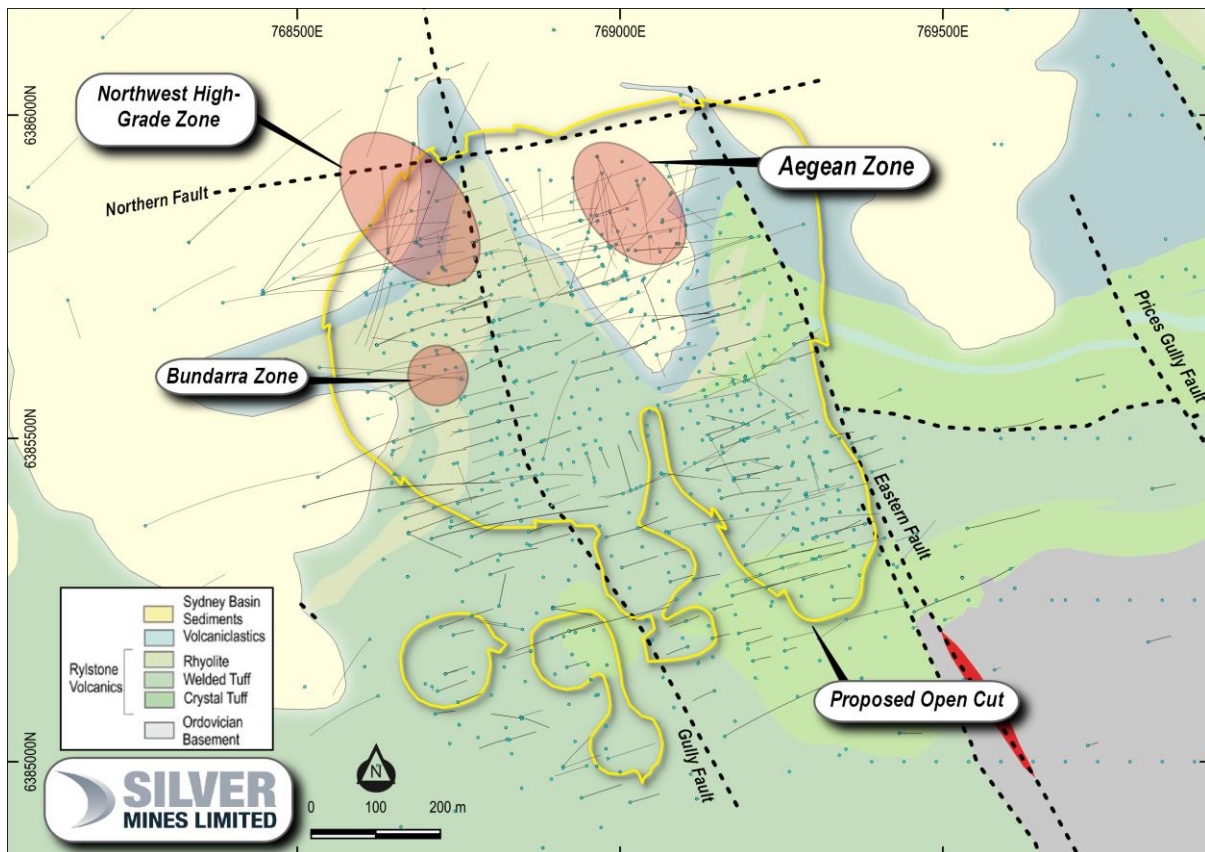 768500E
769000E
769500E
6386000N
6385500N
6385000N
Northwest High-
Grade Zone
Aegean Zone
Northern Fault
Bundarra Zone
Prices Gully Fault
Eastern Fault
Gully Fault
Proposed Open Cut
Sydney Basin
Sediments
Volcaniclastics
Rylstone
Volcanics
Rhyolite
Welded Tuff
Crystal Tuff
Ordovician
Basement
SILVER
MINES LIMITED
N
0 100 200 m